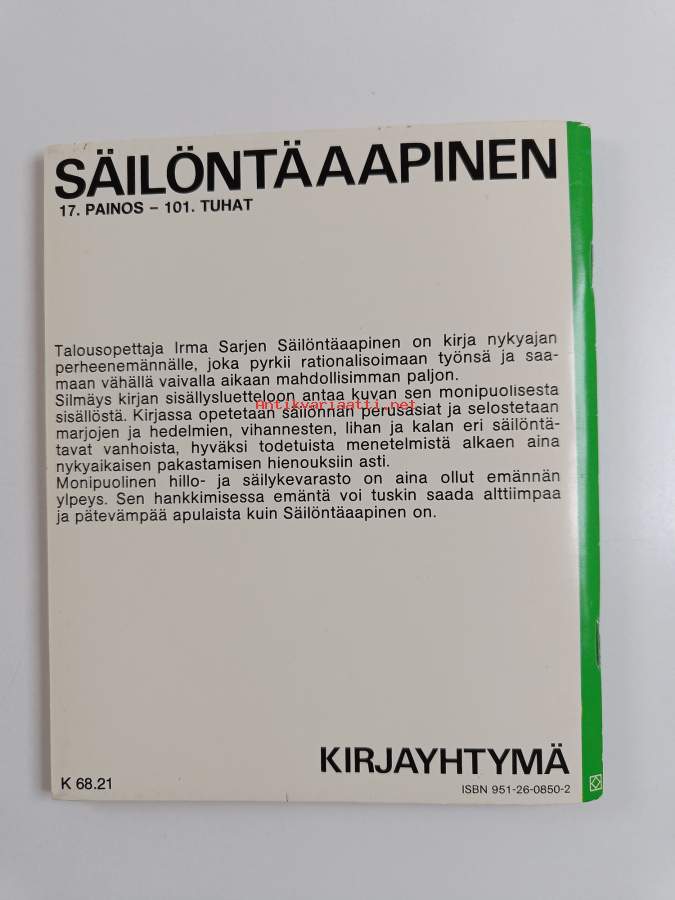 SÄILÖNTÄAAPINEN
17. PAINOS – 101. TUHAT
Talousopettaja Irma Sarjen Säilöntäaapinen on kirja nykyajan
perheenemännälle, joka pyrkii rationalisoimaan työnsä ja saa-
maan vähällä vaivalla aikaan mahdollisimman paljon.
Silmäys kirjan sisällysluetteloon antaa kuvan sen monipuolisesta
Antikvariaatti.net
sisällöstä. Kirjassa opetetaan säilönnän perusasiat ja selostetaan
marjojen ja hedelmien, vihannesten, lihan ja kalan eri säilöntä-
tavat vanhoista, hyväksi todetuista menetelmistä alkaen aina
nykyaikaisen pakastamisen hienouksiin asti.
Monipuolinen hillo- ja säilykevarasto on aina ollut emännän
ylpeys. Sen hankkimisessa emäntä voi tuskin saada alttiimpaa
ja pätevämpää apulaista kuin Säilöntäaapinen on.
KIRJAYHTYMÄ
K 68.21
ISBN 951-26-0850-2